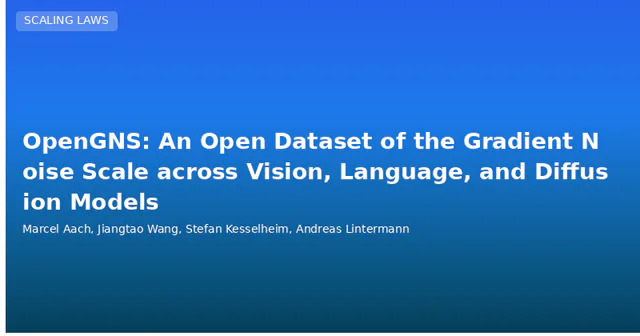 SCALING LAWS
OpenGNS: An Open Dataset of the Gradient N
oise Scale across Vision, Language, and Diffus
ion Models
Marcel Aach, Jiangtao Wang, Stefan Kesselheim, Andreas Lintermann